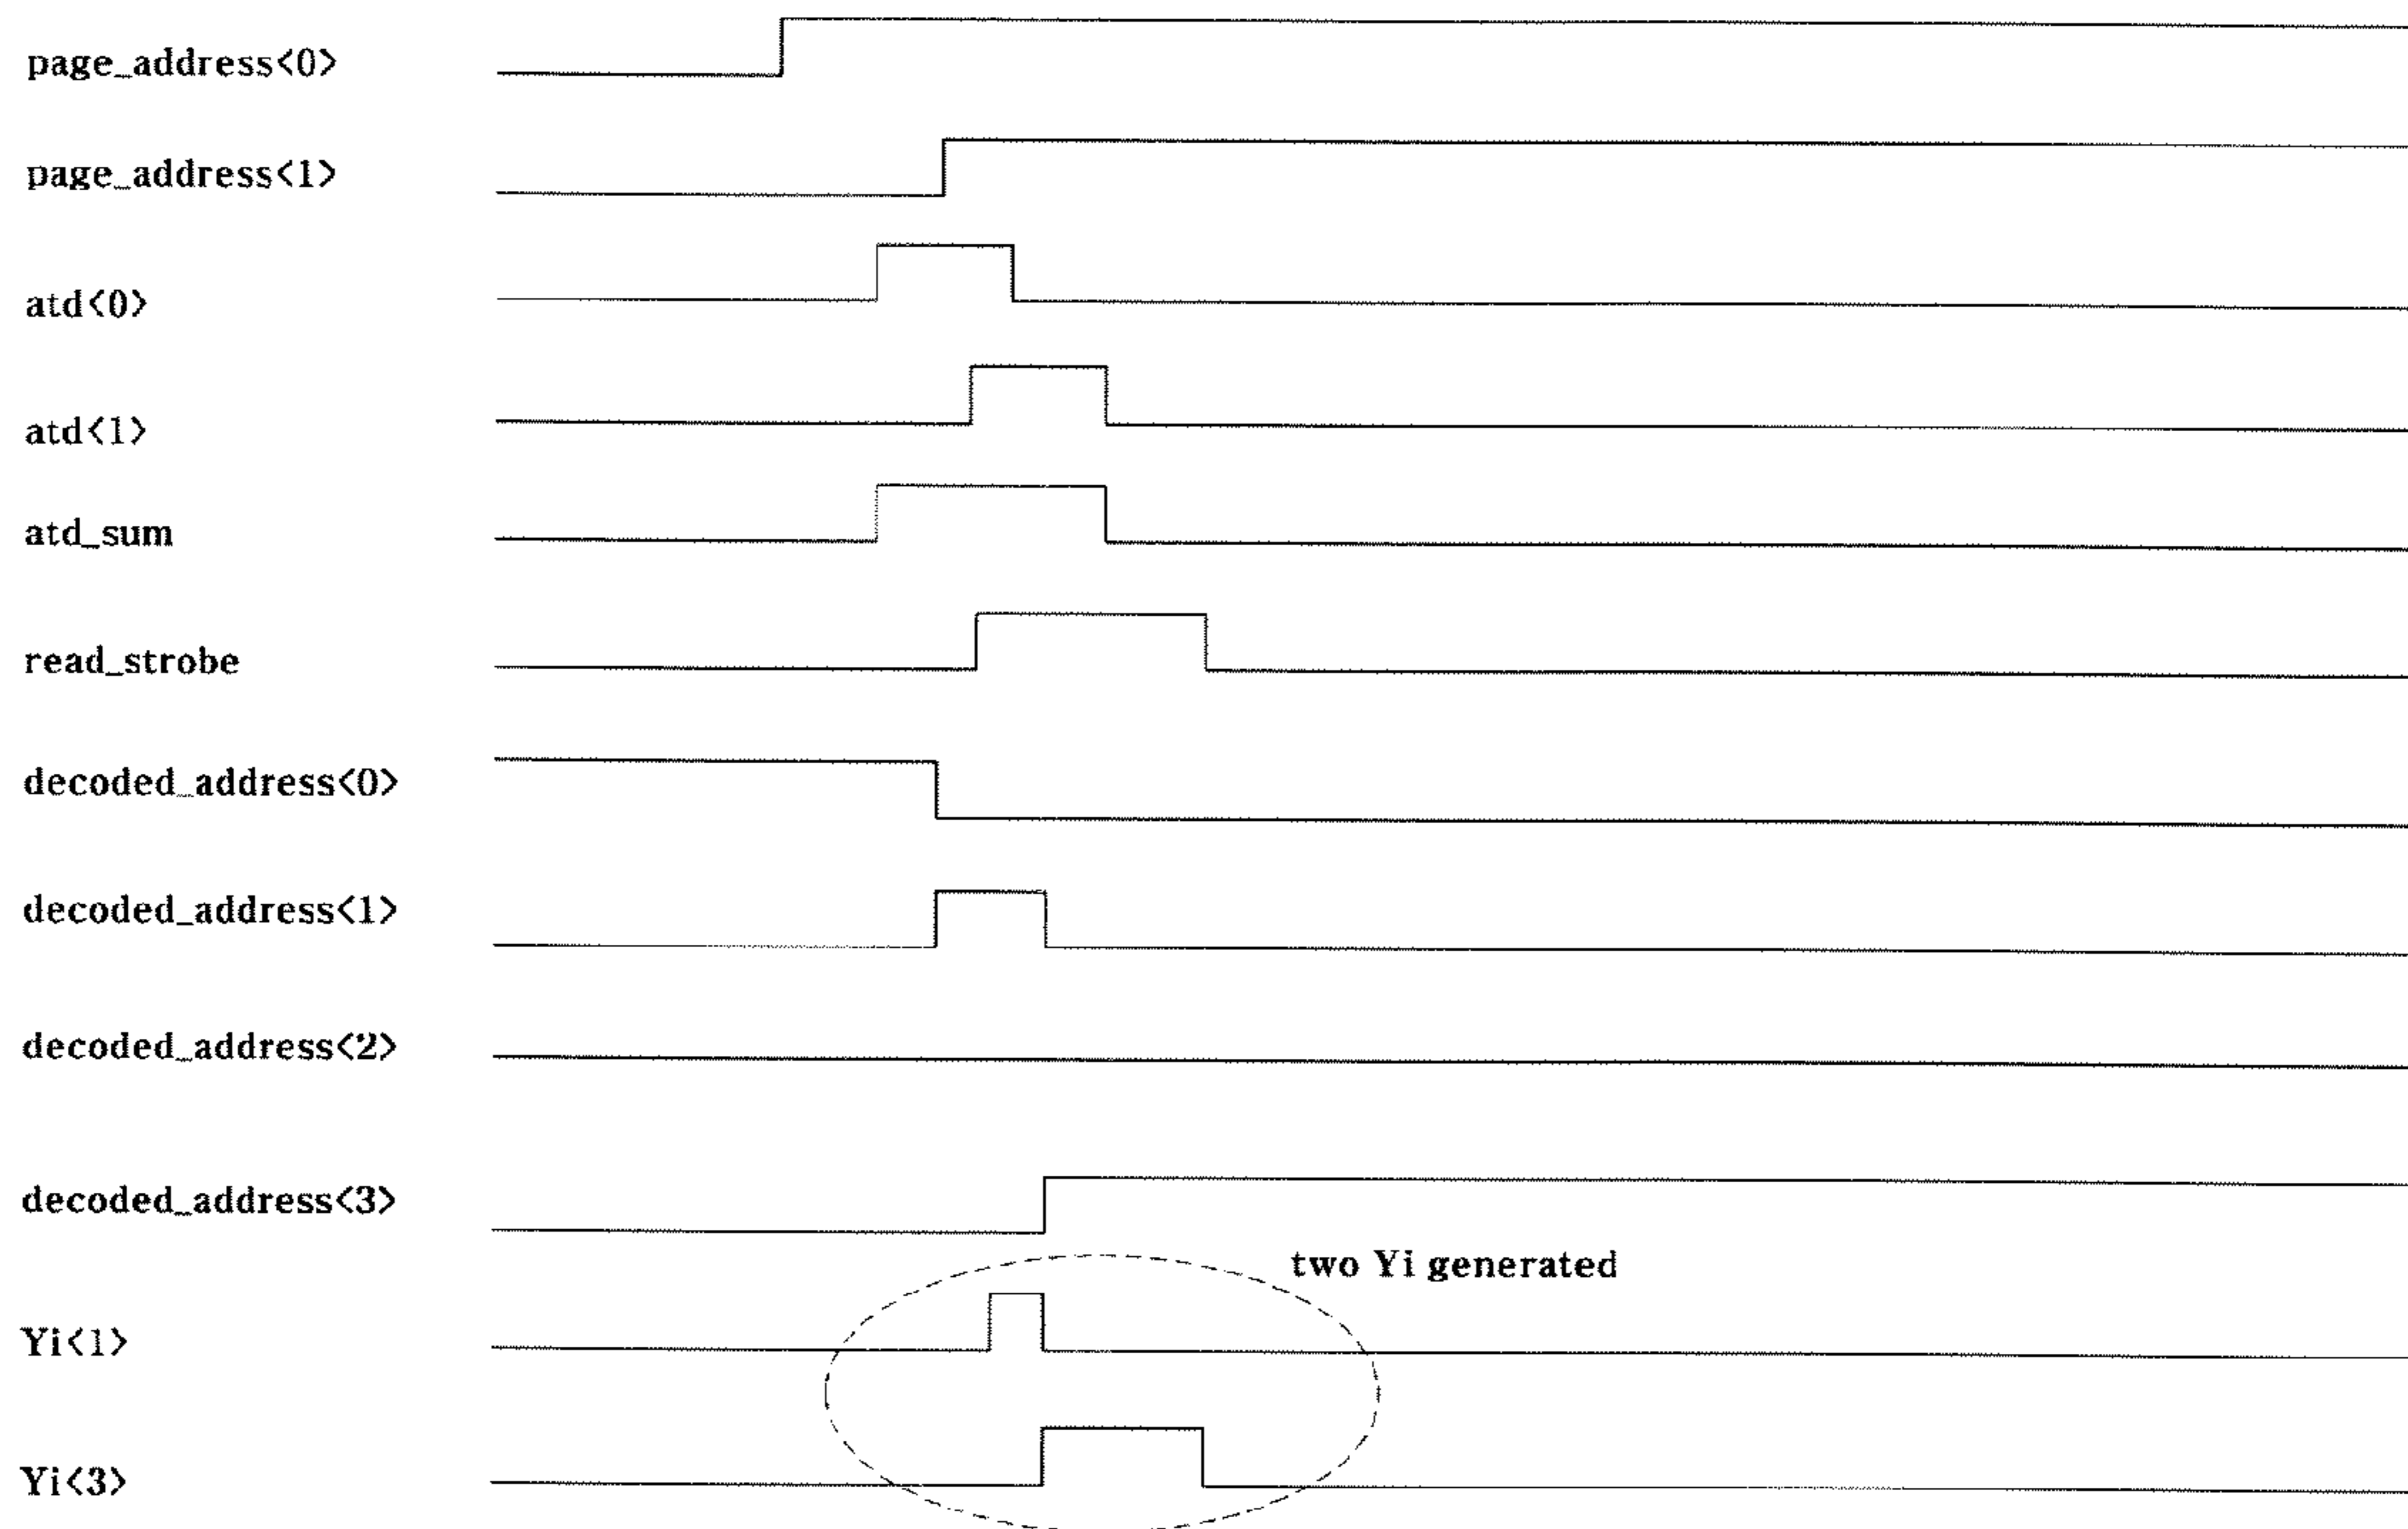 page_address<0>
page_address<1>
atd<0>
atd<1>
atd_sum
read_strobe
decoded_address<0>
decoded_address<1>
decoded_address<2>
decoded_address<3>
two Yi generated
Yi<1>
Yi<3>